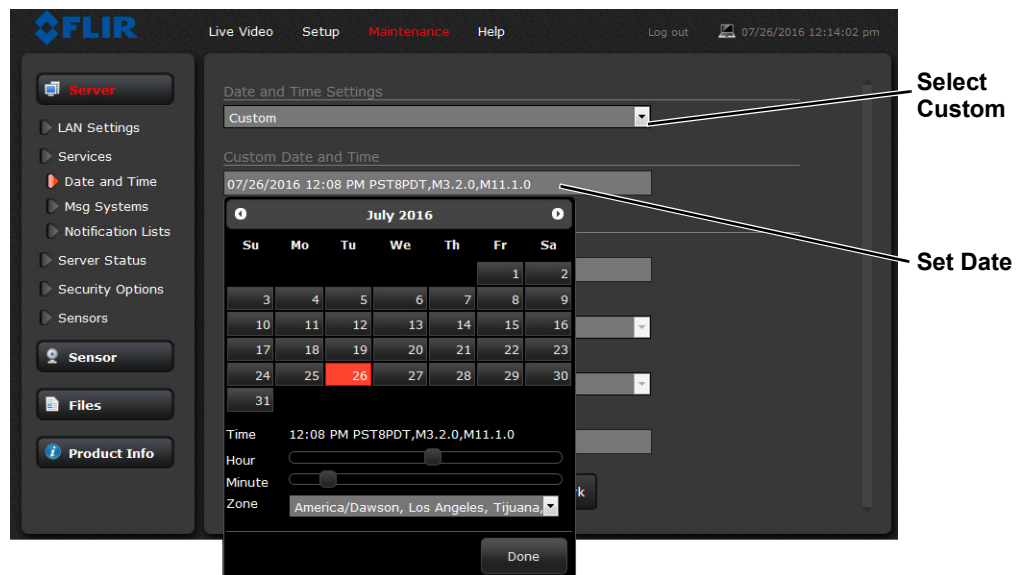 FLIR
Live Video Setup Maintenance Help Log out 07/26/2016 12:14:02 pm
Server
LAN Settings
Services
Date and Time
Msg Systems
Notification Lists
Server Status
Security Options
Sensors
Sensor
Files
Product Info
Date and Time Settings
Custom
Custom Date and Time
07/26/2016 12:08 PM PST8PDT,M3.2.0,M11.1.0
July 2016
Su Mo Tu We Th Fr Sa
1 2
3 4 5 6 7 8 9
10 11 12 13 14 15 16
17 18 19 20 21 22 23
24 25 26 27 28 29 30
31
Time 12:08 PM PST8PDT,M3.2.0,M11.1.0
Hour
Minute
Zone America/Dawson, Los Angeles, Tijuana,
Done
Select
Custom
Set Date